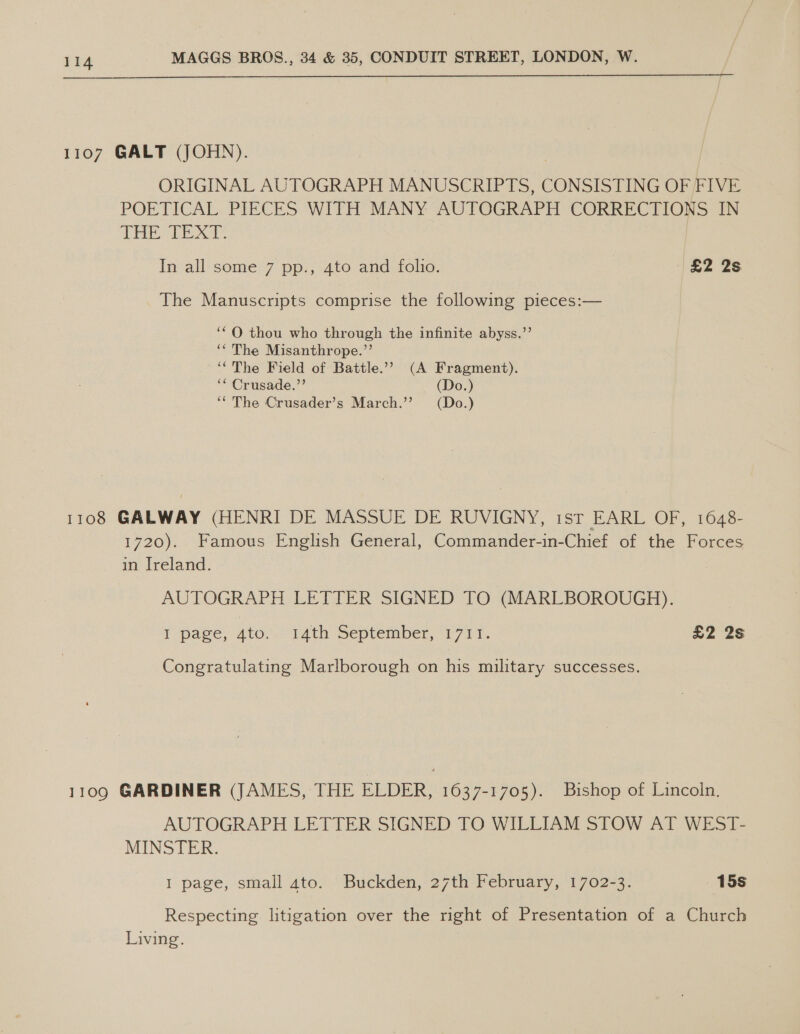 114 MAGGS BROS., 34 & 35, CONDUIT STREET, LONDON, W.
1107 GALT (JOHN).
ORIGINAL AUTOGRAPH MANUSCRIPTS, CONSISTING OF FIVE
POETICAL PIECES WITH MANY AUTOGRAPH CORRECTIONS IN
THE TEXT.
In all some 7 pp., 4to and folio. £2 2s
The Manuscripts comprise the following pieces:—
“O thou who through the infinite abyss.”
“The Misanthrope.”
“The Field of Battle.” (A Fragment).
“Crusade.” (Do.)
“The Crusader’s March.” (Do.)
1108 GALWAY (HENRI DE MASSUE DE RUVIGNY, 1ST EARL OF, 1648-
1720). Famous English General, Commander-in-Chief of the Forces
in Ireland.
AUTOGRAPH LETTER SIGNED TO (MARLBOROUGH).
1 page, 4to. 14th September, 1711. £2 2s
Congratulating Marlborough on his military successes.
1109 GARDINER (JAMES, THE ELDER, 1637-1705). Bishop of Lincoln.
AUTOGRAPH LETTER SIGNED TO WILLIAM STOW AT WEST-
MINSTER.
1 page, small 4to. Buckden, 27th February, 1702-3. 15s
Respecting litigation over the right of Presentation of a Church
Living.